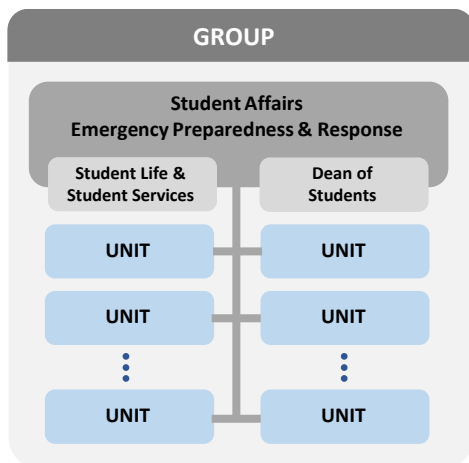 GROUP
Student Affairs
Emergency Preparedness & Response
Student Life &
Student Services
Dean of
Students
UNIT
UNIT
UNIT
UNIT
UNIT
UNIT